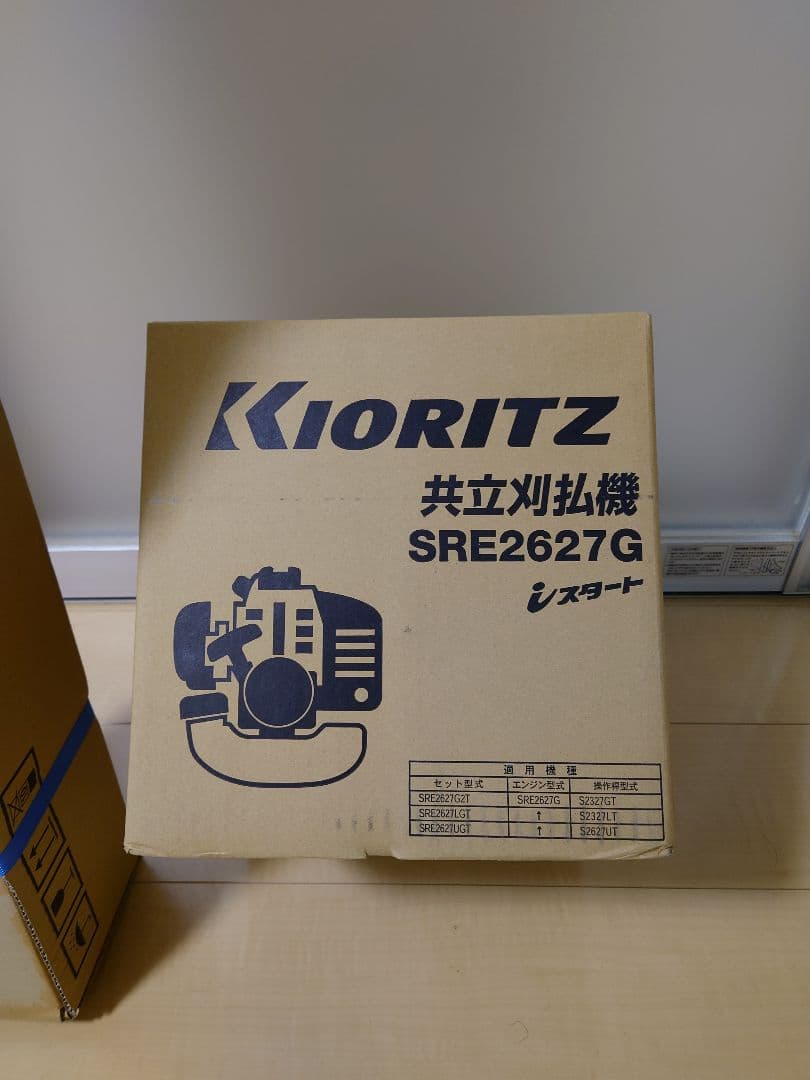 KIORITZ
共立刈払機
SRE2627G
iスタート
適用機種
セット型式 エンジン型式 操作桿型式
SRE2627G2T SRE2627G S2327GT
SRE2627LGT ↑ S2327LT
SRE2627UGT ↑ S2627UT